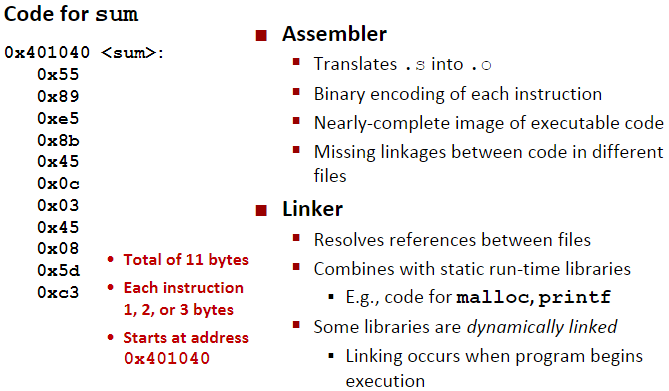 Code for sum
0x401040 <sum>:
0x55
0x89
0xe5
0x8b
0x45
0x0c
0x03
0x45
0x08
0x5d
0xc3
• Total of 11 bytes
• Each instruction
1, 2, or 3 bytes
• Starts at address
0x401040
■ Assembler
▪ Translates .s into .o
▪ Binary encoding of each instruction
▪ Nearly-complete image of executable code
▪ Missing linkages between code in different
files
■ Linker
▪ Resolves references between files
▪ Combines with static run-time libraries
▪ E.g., code for malloc, printf
▪ Some libraries are dynamically linked
▪ Linking occurs when program begins
execution